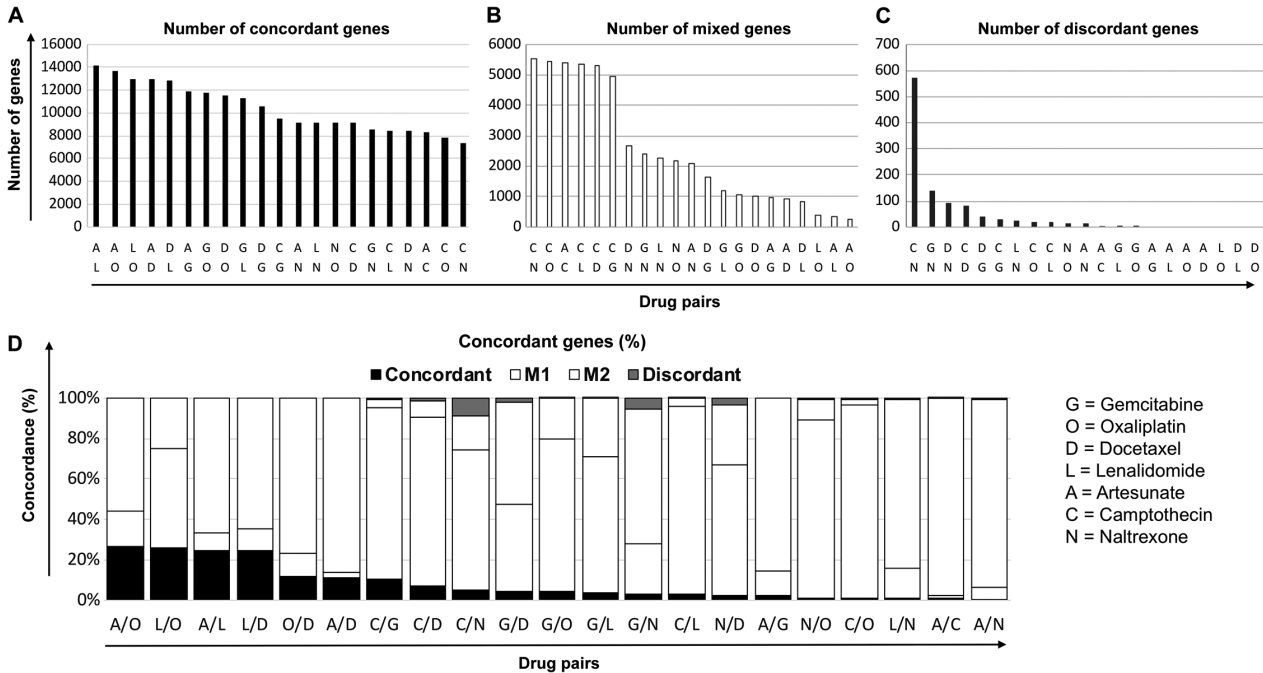 A
B
C
Number of concordant genes
Number of mixed genes
Number of discordant genes
Number of genes
16000
14000
12000
10000
8000
6000
4000
2000
0
A A L A D A G D G D C A L N C G C D A C C
L O O D L G O O L G G N N O D N L N C O N
6000
5000
4000
3000
2000
1000
0
C C A C C C D G L N A D G G D A A D L A A
N O C L D G N N N O N G L O O G D L O L O
700
600
500
400
300
200
100
0
C G D C D C L C C N A A G G A A A A L D D
N N N D G G N O L O N C L O G L O D O L O
Drug pairs
D
Concordant genes (%)
Concordant M1 M2 Discordant
Concordance (%)
100%
80%
60%
40%
20%
0%
A/O L/O A/L L/D O/D A/D C/G C/D C/N G/D G/O G/L G/N C/L N/D A/G N/O C/O L/N A/C A/N
Drug pairs
G = Gemcitabine
O = Oxaliplatin
D = Docetaxel
L = Lenalidomide
A = Artesunate
C = Camptothecin
N = Naltrexone